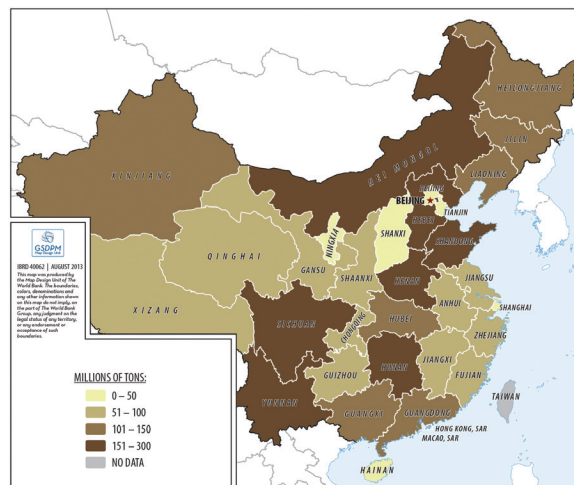 HEILONGJIANG
JILIN
LIAONING
NEI MONGOL
XINJIANG
BEIJING
BEIJING
TIANJIN
HEBEI
SHANXI
SHANDONG
NINGXIA
QINGHAI
GANSU
SHAANXI
HENAN
JIANGSU
ANHUI
SHANGHAI
XIZANG
SICHUAN
CHONGQING
HUBEI
ZHEJIANG
HUNAN
JIANGXI
GUIZHOU
FUJIAN
YUNNAN
GUANGXI
GUANGDONG
TAIWAN
HONG KONG, SAR
MACAO, SAR
HAINAN
GSDPM
Map Design Unit
IBRD 40062 | AUGUST 2013
This map was produced by
the Map Design Unit of The
World Bank. The boundaries,
colors, denominations and
any other information shown
on this map do not imply, on
the part of The World Bank
Group, any judgment on the
legal status of any territory,
or any endorsement or
acceptance of such
boundaries.
MILLIONS OF TONS:
0 – 50
51 – 100
101 – 150
151 – 300
NO DATA